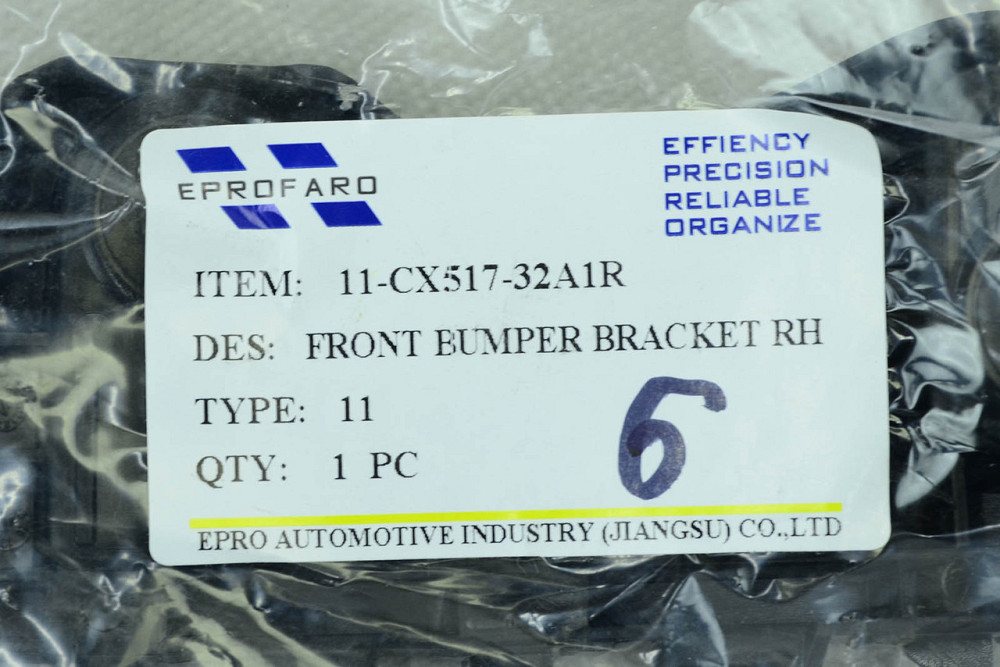 EPROFARO
EFFIENCY
PRECISION
RELIABLE
ORGANIZE
ITEM: 11-CX517-32A1R
DES: FRONT BUMPER BRACKET RH
TYPE: 11
QTY: 1 PC
6
EPRO AUTOMOTIVE INDUSTRY (JIANGSU) CO.,LTD